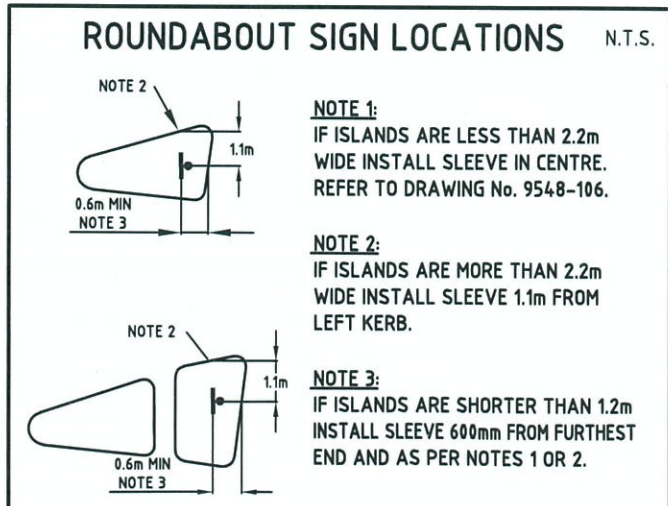 ROUNDABOUT SIGN LOCATIONS N.T.S.
NOTE 2
1.1m
0.6m MIN
NOTE 3
NOTE 1:
IF ISLANDS ARE LESS THAN 2.2m
WIDE INSTALL SLEEVE IN CENTRE.
REFER TO DRAWING No. 9548-106.
NOTE 2:
IF ISLANDS ARE MORE THAN 2.2m
WIDE INSTALL SLEEVE 1.1m FROM
LEFT KERB.
NOTE 2
1.1m
0.6m MIN
NOTE 3
NOTE 3:
IF ISLANDS ARE SHORTER THAN 1.2m
INSTALL SLEEVE 600mm FROM FURTHEST
END AND AS PER NOTES 1 OR 2.